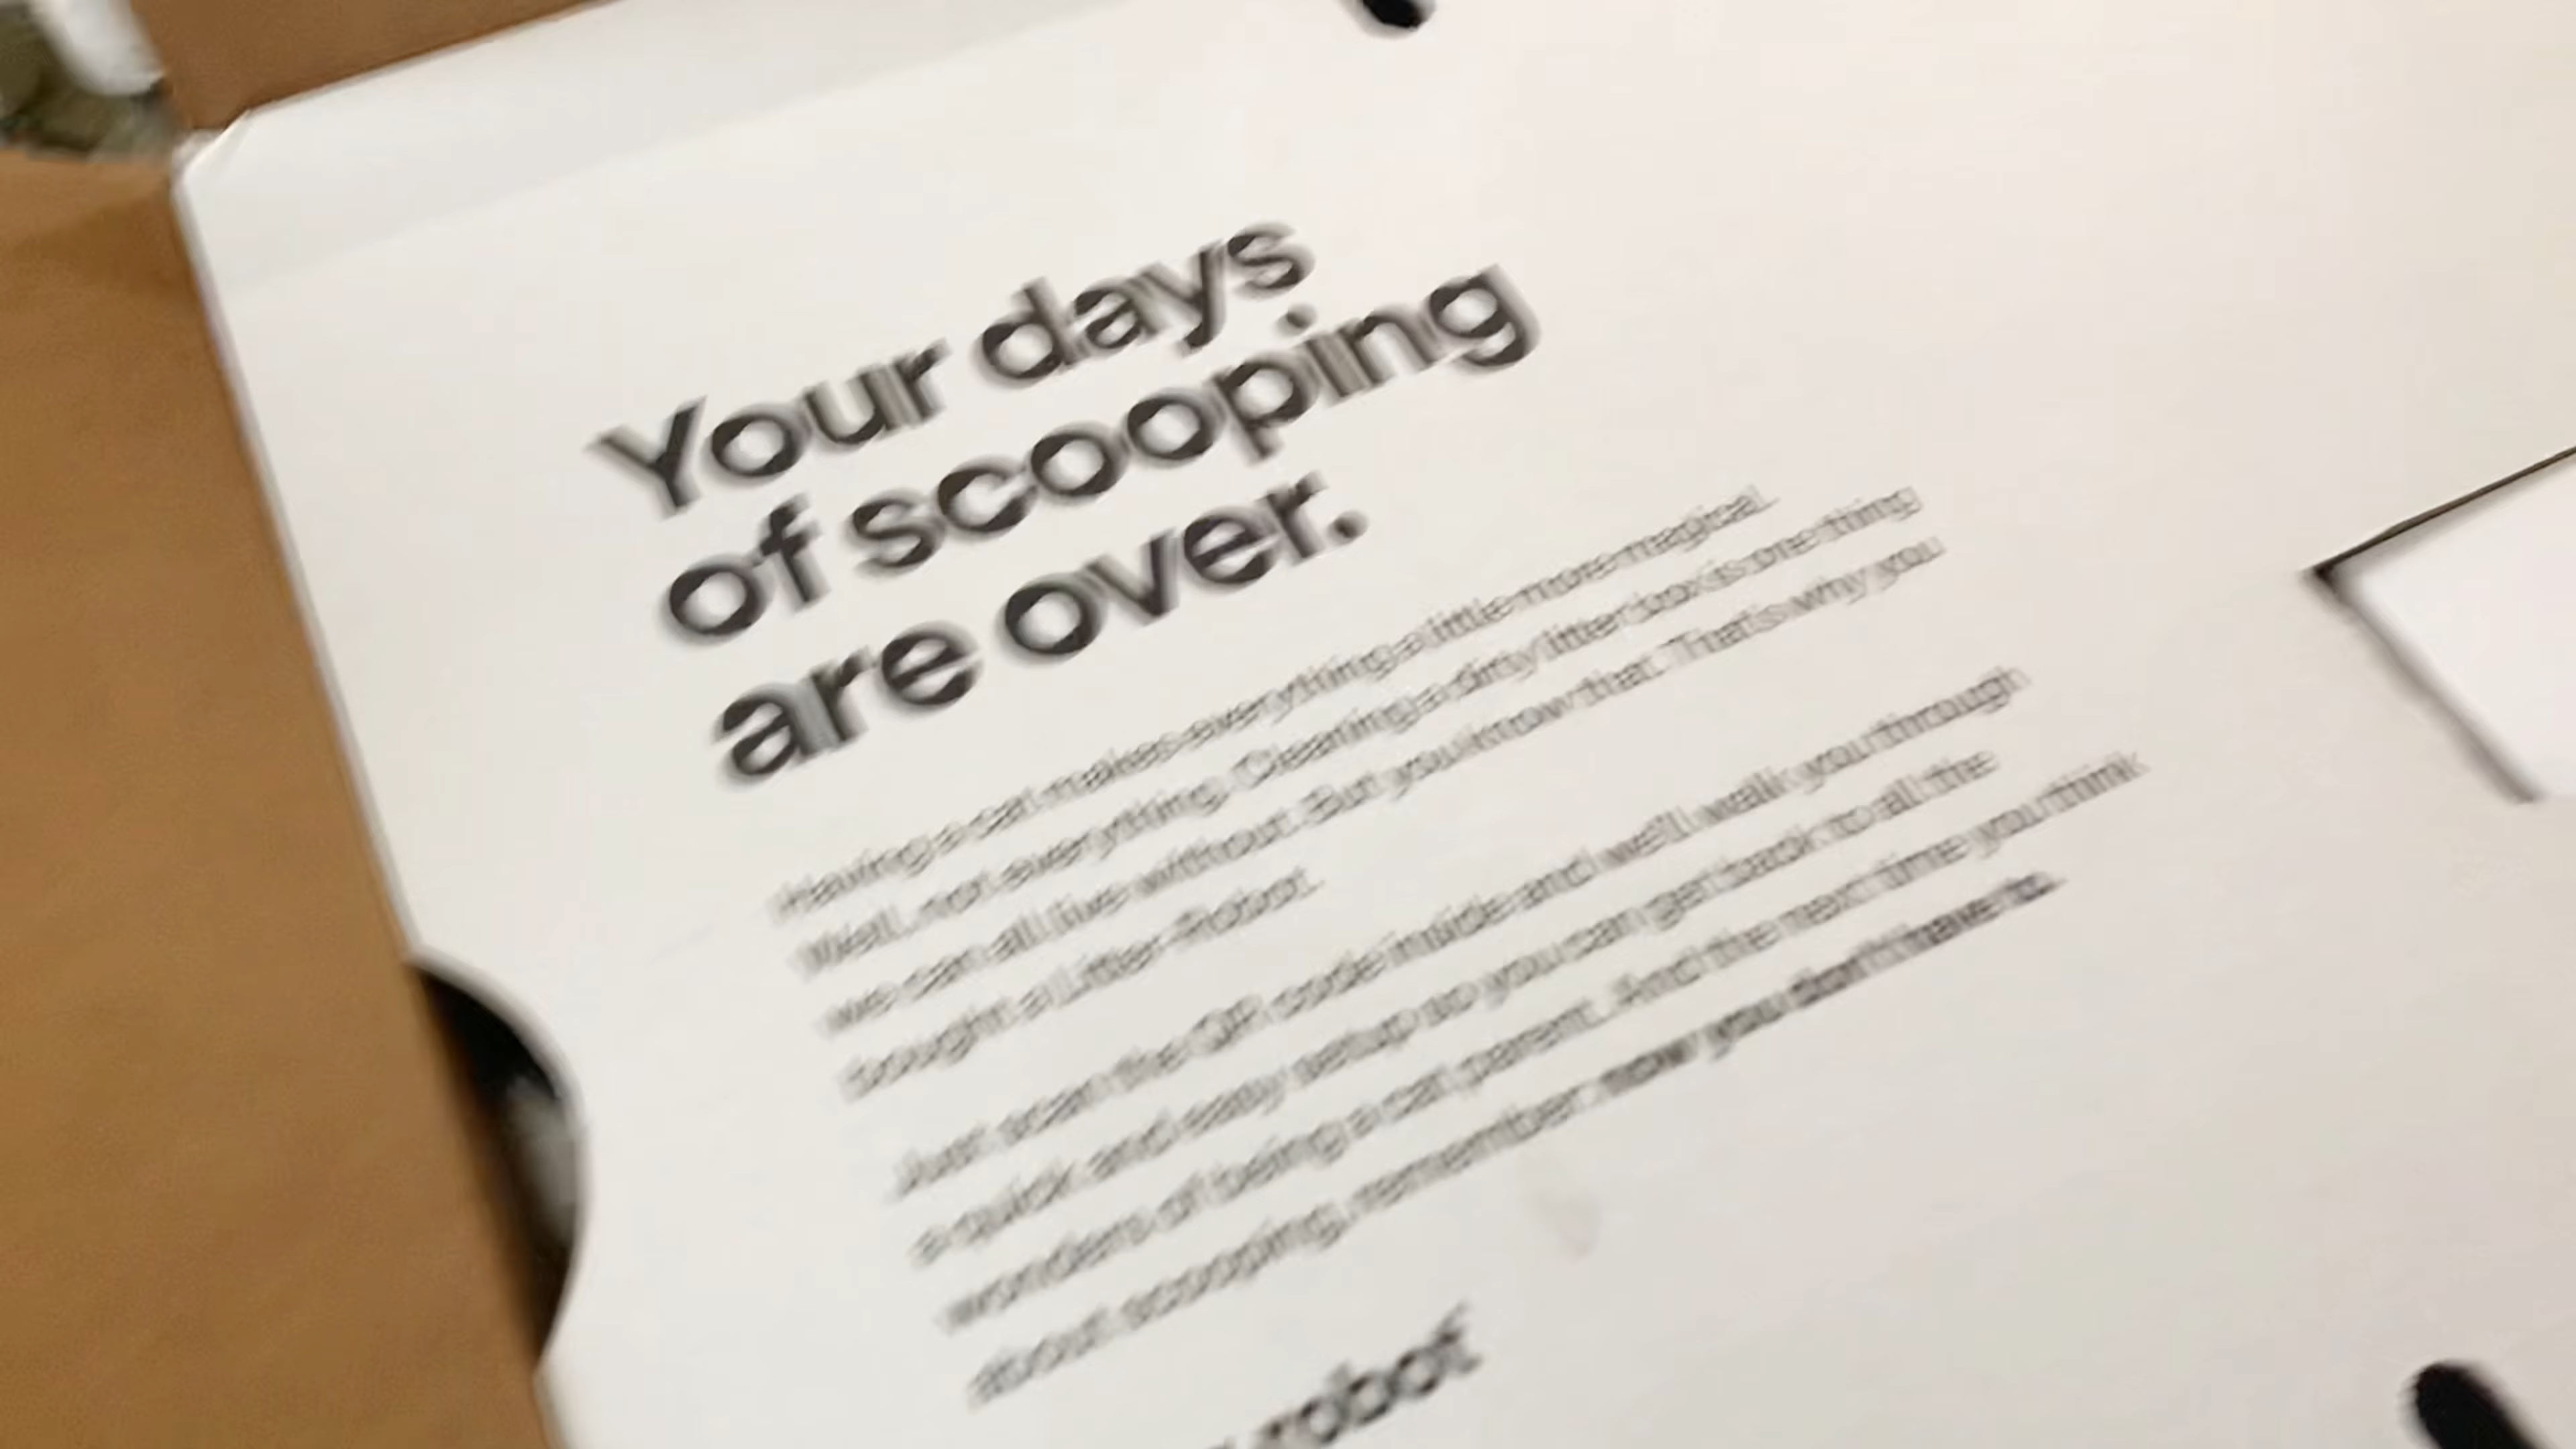 Your days
of scooping
are over.
Having a cat makes everything a little more magical.
Well, not everything. Cleaning a dirty litter box is one thing
we can all live without. But you know that. That's why you
bought a Litter-Robot.
Just scan the QR code inside and we'll walk you through
a quick and easy setup so you can get back to all the
wonders of being a cat parent. And the next time you think
about scooping, remember: now you don't have to.
robot